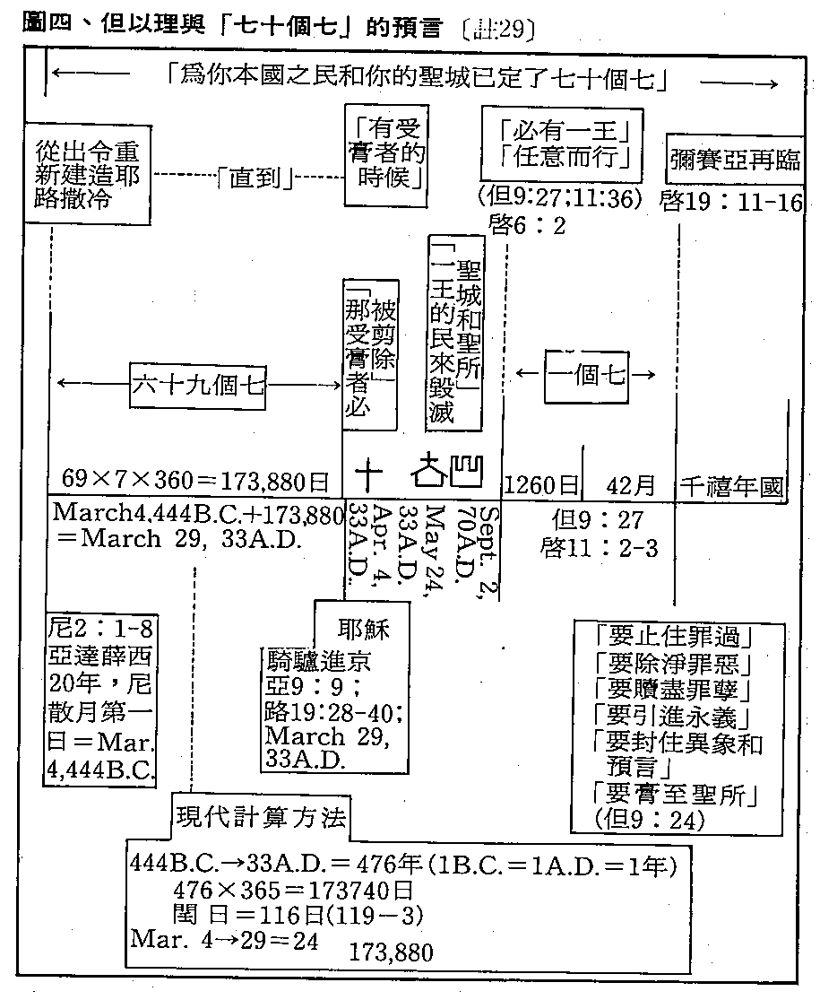 圖四、但以理與「七十個七」的預言〔註29〕
「爲你本國之民和你的聖城已定了七十個七」
從出令重
新建造耶
路撒冷
「直到」
「有受
膏者的
時候」
「必有一王」
「任意而行」
(但9:27;11:36)
啓6：2
彌賽亞再臨
啓19：11-16
「那受膏者必
被剪除」
「一王的民來毀滅
聖城和聖所」
六十九個七
一個七
69×7×360＝173,880日
1260日
42月
千禧年國
March4,444B.C.+173,880
＝March 29, 33A.D.
Apr. 4,
33A.D.
May 24,
33A.D.
Sept. 2,
70A.D.
但9：27
啓11：2-3
尼2：1-8
亞達薛西
20年，尼
散月第一
日＝Mar.
4,444B.C.
耶穌
騎驢進京
亞9：9；
路19:28-40;
March 29,
33A.D.
「要止住罪過」
「要除淨罪惡」
「要贖盡罪孽」
「要引進永義」
「要封住異象和
預言」
「要膏至聖所」
(但9：24)
現代計算方法
444B.C.→33A.D.＝476年(1B.C.＝1A.D.＝1年)
476×365＝173740日
閏日＝116日(119－3)
Mar. 4→29＝24
173,880